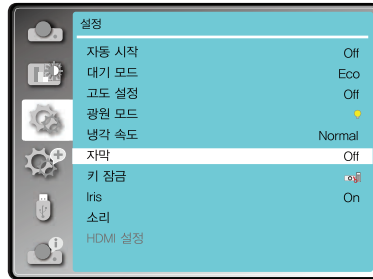 설정
자동 시작 Off
대기 모드 Eco
고도 설정 Off
광원 모드
냉각 속도 Normal
자막 Off
키 잠금
Iris On
소리
HDMI 설정